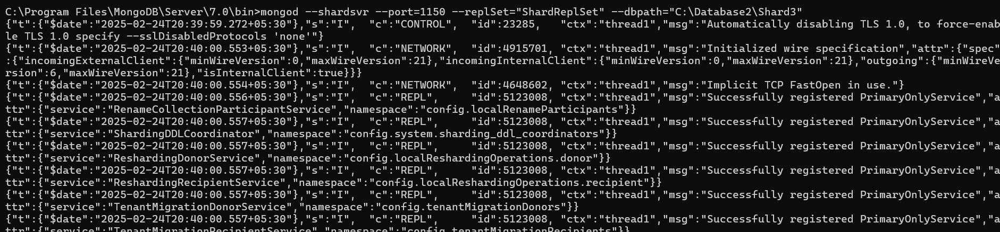 C:\Program Files\MongoDB\Server\7.0\bin>mongod --shardsvr --port=1150 --replSet="ShardReplSet" --dbpath="C:\Database2\Shard3"
{"t":{"$date":"2025-02-24T20:39:59.272+05:30"},"s":"I",  "c":"CONTROL",  "id":23285,   "ctx":"thread1","msg":"Automatically disabling TLS 1.0, to force-enab
le TLS 1.0 specify --sslDisabledProtocols 'none'"}
{"t":{"$date":"2025-02-24T20:40:00.553+05:30"},"s":"I",  "c":"NETWORK",  "id":4915701, "ctx":"thread1","msg":"Initialized wire specification","attr":{"spec"
:{"incomingExternalClient":{"minWireVersion":0,"maxWireVersion":21},"incomingInternalClient":{"minWireVersion":0,"maxWireVersion":21},"outgoing":{"minWireVe
rsion":6,"maxWireVersion":21},"isInternalClient":true}}}
{"t":{"$date":"2025-02-24T20:40:00.554+05:30"},"s":"I",  "c":"NETWORK",  "id":4648602, "ctx":"thread1","msg":"Implicit TCP FastOpen in use."}
{"t":{"$date":"2025-02-24T20:40:00.556+05:30"},"s":"I",  "c":"REPL",     "id":5123008, "ctx":"thread1","msg":"Successfully registered PrimaryOnlyService","a
ttr":{"service":"RenameCollectionParticipantService","namespace":"config.localRenameParticipants"}}
{"t":{"$date":"2025-02-24T20:40:00.557+05:30"},"s":"I",  "c":"REPL",     "id":5123008, "ctx":"thread1","msg":"Successfully registered PrimaryOnlyService","a
ttr":{"service":"ShardingDDLCoordinator","namespace":"config.system.sharding_ddl_coordinators"}}
{"t":{"$date":"2025-02-24T20:40:00.557+05:30"},"s":"I",  "c":"REPL",     "id":5123008, "ctx":"thread1","msg":"Successfully registered PrimaryOnlyService","a
ttr":{"service":"ReshardingDonorService","namespace":"config.localReshardingOperations.donor"}}
{"t":{"$date":"2025-02-24T20:40:00.557+05:30"},"s":"I",  "c":"REPL",     "id":5123008, "ctx":"thread1","msg":"Successfully registered PrimaryOnlyService","a
ttr":{"service":"ReshardingRecipientService","namespace":"config.localReshardingOperations.recipient"}}
{"t":{"$date":"2025-02-24T20:40:00.557+05:30"},"s":"I",  "c":"REPL",     "id":5123008, "ctx":"thread1","msg":"Successfully registered PrimaryOnlyService","a
ttr":{"service":"TenantMigrationDonorService","namespace":"config.tenantMigrationDonors"}}
{"t":{"$date":"2025-02-24T20:40:00.557+05:30"},"s":"I",  "c":"REPL",     "id":5123008, "ctx":"thread1","msg":"Successfully registered PrimaryOnlyService","a
ttr":{"service":"TenantMigrationRecipientService","namespace":"config.tenantMigrationRecipients"}}